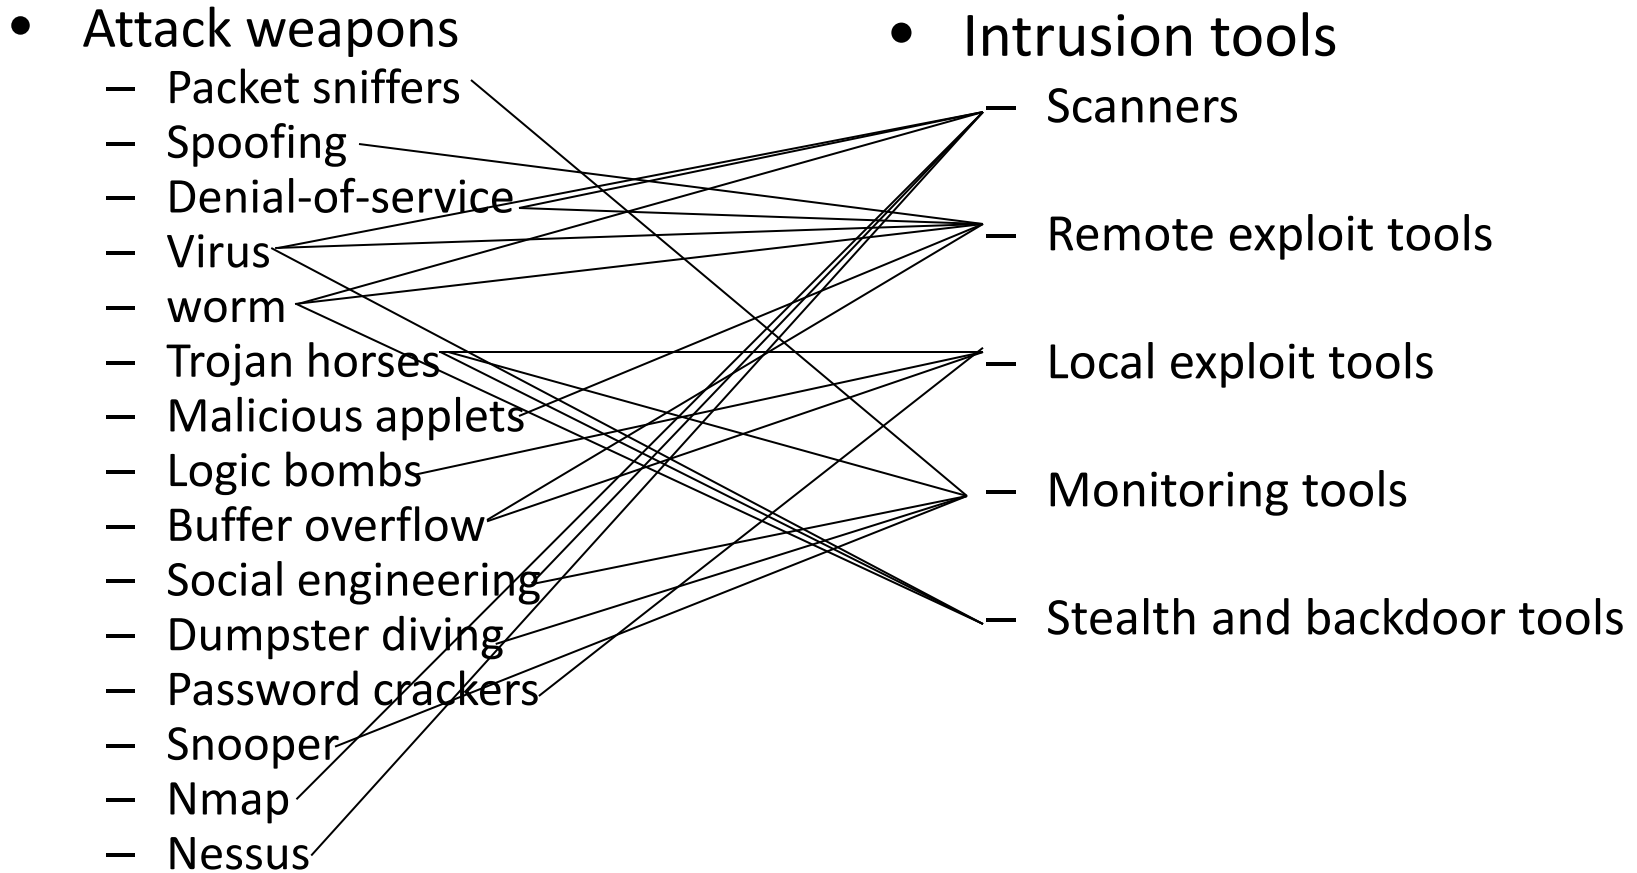 • Attack weapons
– Packet sniffers
– Spoofing
– Denial-of-service
– Virus
– worm
– Trojan horses
– Malicious applets
– Logic bombs
– Buffer overflow
– Social engineering
– Dumpster diving
– Password crackers
– Snooper
– Nmap
– Nessus
• Intrusion tools
– Scanners
– Remote exploit tools
– Local exploit tools
– Monitoring tools
– Stealth and backdoor tools